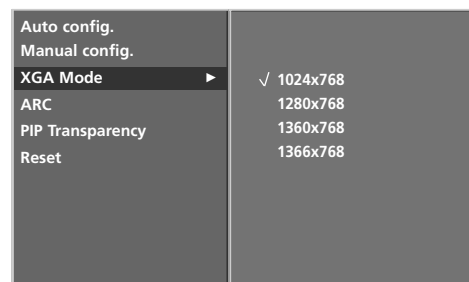 Auto config.
Manual config.
XGA Mode ►
ARC
PIP Transparency
Reset
√ 1024x768
1280x768
1360x768
1366x768